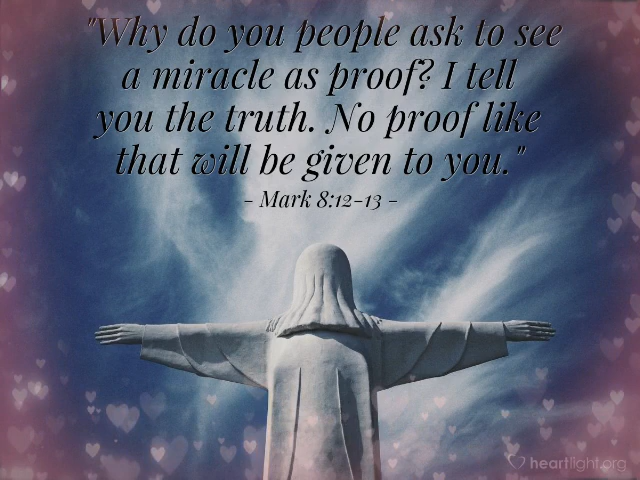 "Why do you people ask to see
a miracle as proof? I tell
you the truth. No proof like
that will be given to you."
- Mark 8:12-13 -
heartlight.org